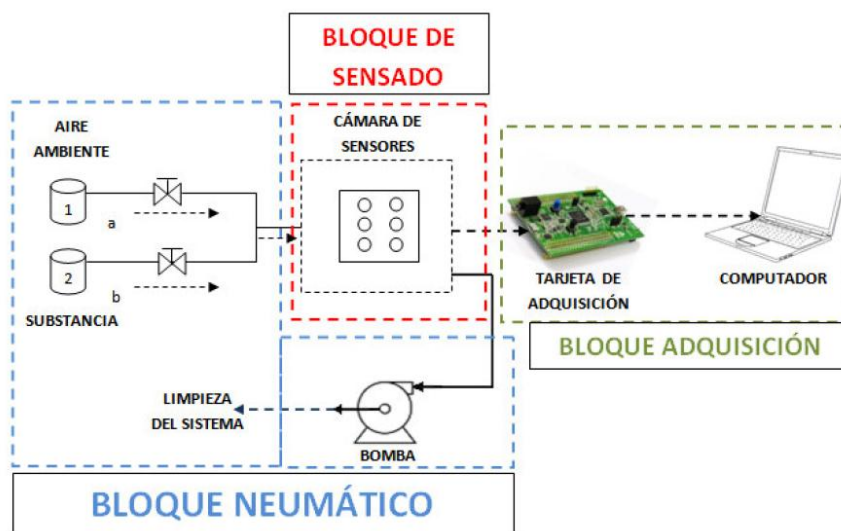 BLOQUE DE
SENSADO
AIRE
AMBIENTE
1
a
2
b
SUBSTANCIA
CÁMARA DE
SENSORES
TARJETA DE
ADQUISICIÓN
COMPUTADOR
BLOQUE ADQUISICIÓN
LIMPIEZA
DEL SISTEMA
BOMBA
BLOQUE NEUMÁTICO